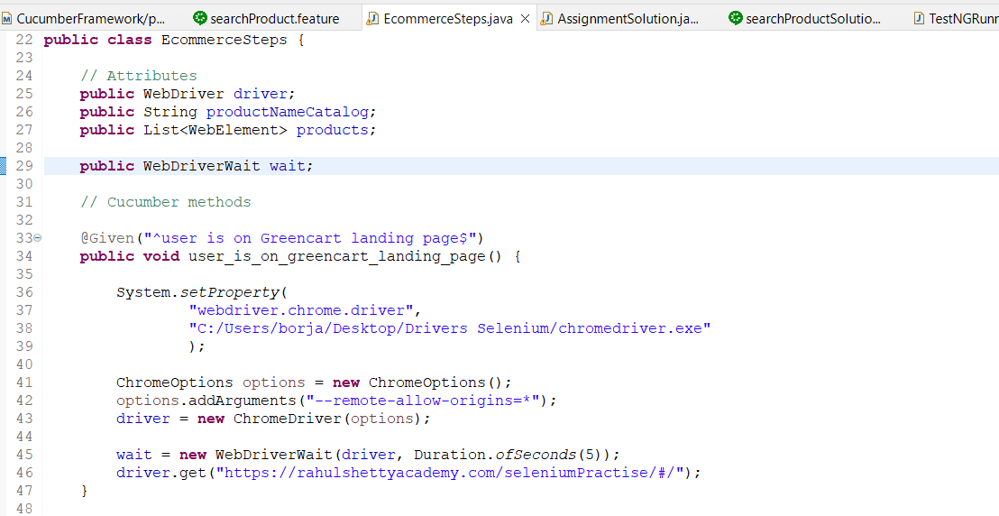 CucumberFramework/p... searchProduct.feature EcommerceSteps.java AssignmentSolution.ja... searchProductSolutio... TestNGRunr
22 public class EcommerceSteps {
23
24 // Attributes
25 public WebDriver driver;
26 public String productNameCatalog;
27 public List<WebElement> products;
28
29 public WebDriverWait wait;
30
31 // Cucumber methods
32
33 @Given("^user is on Greencart landing page$")
34 public void user_is_on_greencart_landing_page() {
35
36 System.setProperty(
37 "webdriver.chrome.driver",
38 "C:/Users/borja/Desktop/Drivers Selenium/chromedriver.exe"
39 );
40
41 ChromeOptions options = new ChromeOptions();
42 options.addArguments("--remote-allow-origins=*");
43 driver = new ChromeDriver(options);
44
45 wait = new WebDriverWait(driver, Duration.ofSeconds(5));
46 driver.get("https://rahulshettyacademy.com/seleniumPractise/#/");
47 }
48